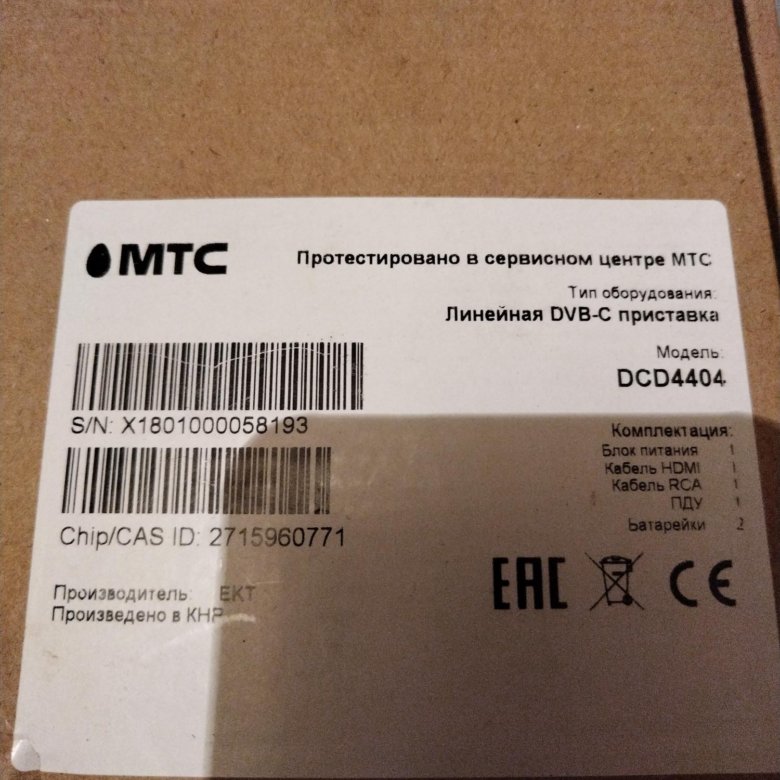 МТС
Протестировано в сервисном центре МТС
Тип оборудования:
Линейная DVB-C приставка
Модель:
DCD4404
S/N: X1801000058193
Chip/CAS ID: 2715960771
Комплектация:
Блок питания 1
Кабель HDMI 1
Кабель RCA 1
ПДУ 1
Батарейки 2
Производитель: EKT
Произведено в КНР
EAC CE